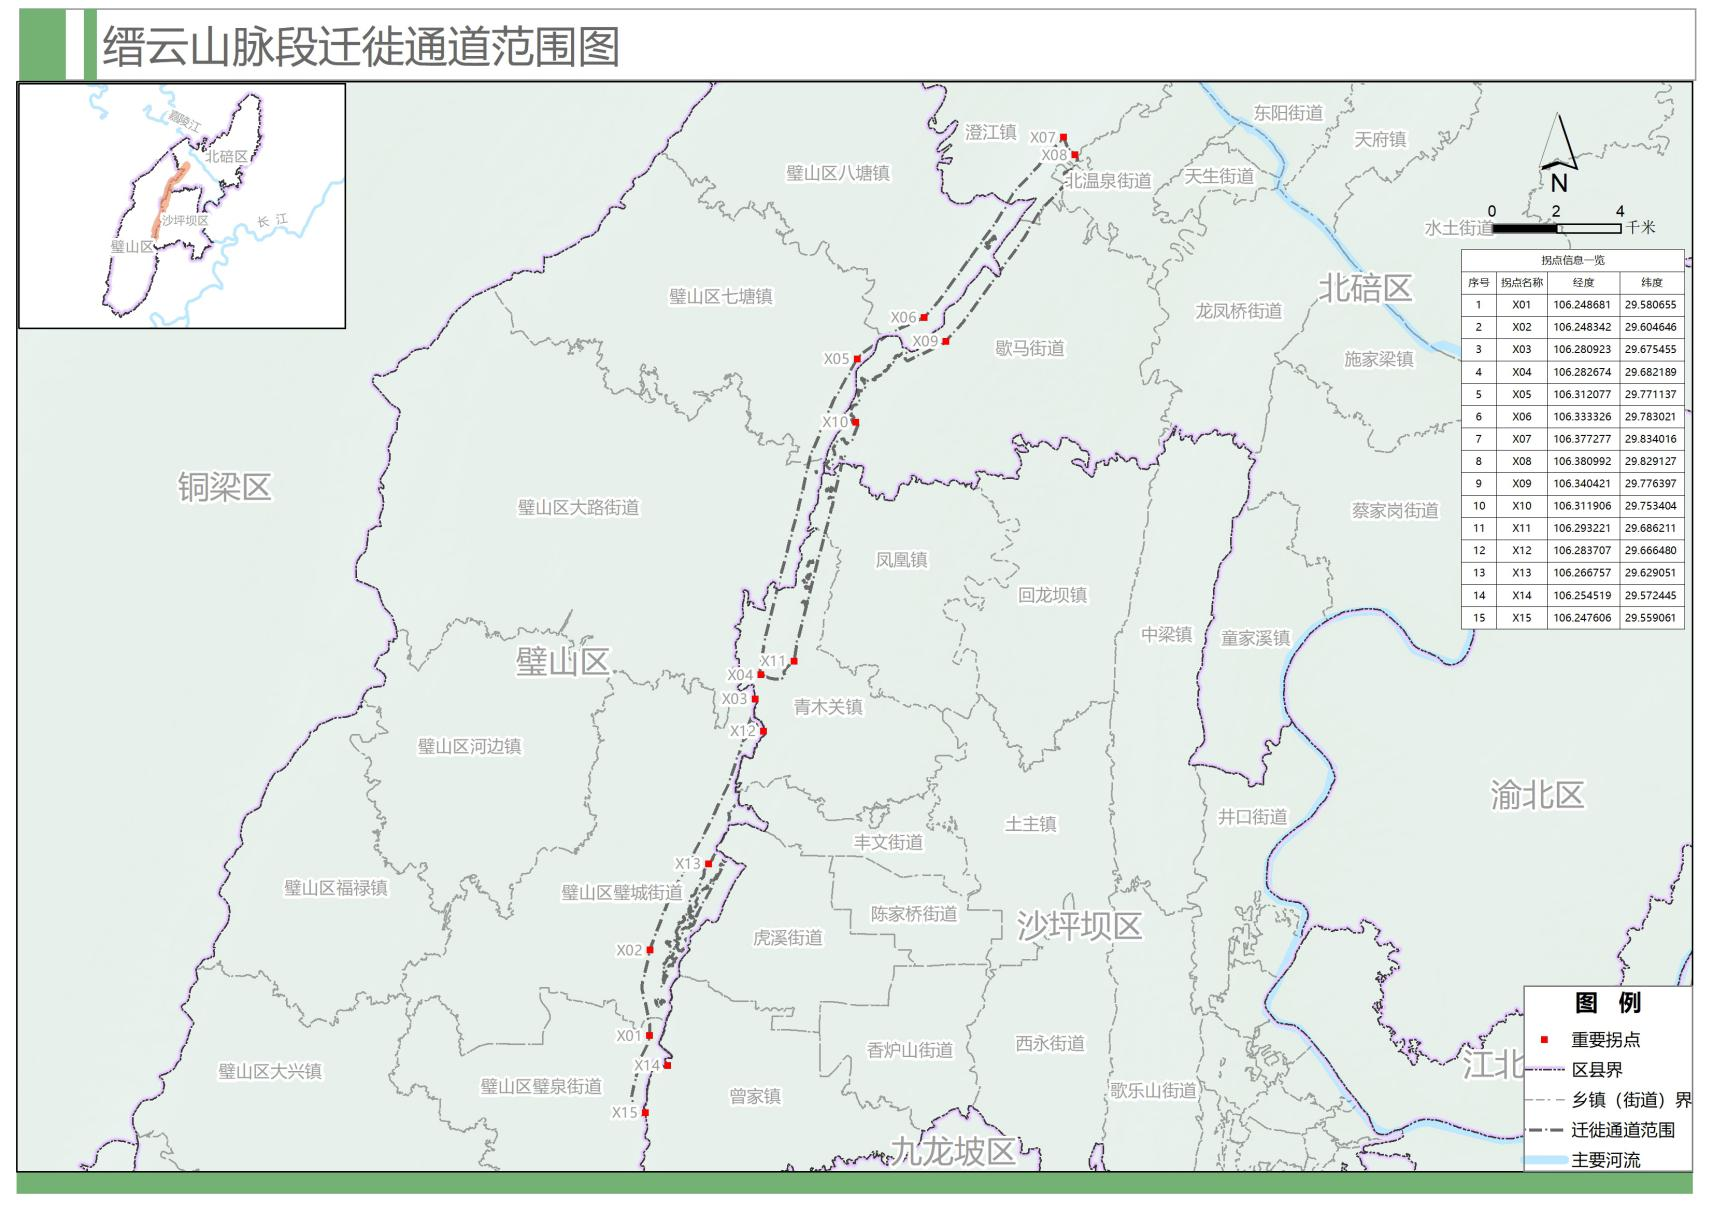 缙云山脉段迁徙通道范围图
嘉陵江
北碚区
沙坪坝区
长江
璧山区
澄江镇
X07
X08
北温泉街道
东阳街道
天府镇
天生街道
水土街道
N
0 2 4
千米
璧山区八塘镇
璧山区七塘镇
北碚区
龙凤桥街道
施家梁镇
X06
X09
X05
歇马街道
X10
铜梁区
璧山区大路街道
蔡家岗街道
凤凰镇
回龙坝镇
中梁镇
童家溪镇
璧山区
X11
X04
X03
青木关镇
X12
璧山区河边镇
渝北区
井口街道
土主镇
丰文街道
X13
璧山区福禄镇
璧山区璧城街道
陈家桥街道
沙坪坝区
虎溪街道
X02
X01
香炉山街道
西永街道
X14
璧山区大兴镇
璧山区璧泉街道
曾家镇
歌乐山街道
X15
九龙坡区
江北
拐点信息一览
序号 拐点名称 经度 纬度
1 X01 106.248681 29.580655
2 X02 106.248342 29.604646
3 X03 106.280923 29.675455
4 X04 106.282674 29.682189
5 X05 106.312077 29.771137
6 X06 106.333326 29.783021
7 X07 106.377277 29.834016
8 X08 106.380992 29.829127
9 X09 106.340421 29.776397
10 X10 106.311906 29.753404
11 X11 106.293221 29.686211
12 X12 106.283707 29.666480
13 X13 106.266757 29.629051
14 X14 106.254519 29.572445
15 X15 106.247606 29.559061
图 例
重要拐点
区县界
乡镇（街道）界
迁徙通道范围
主要河流